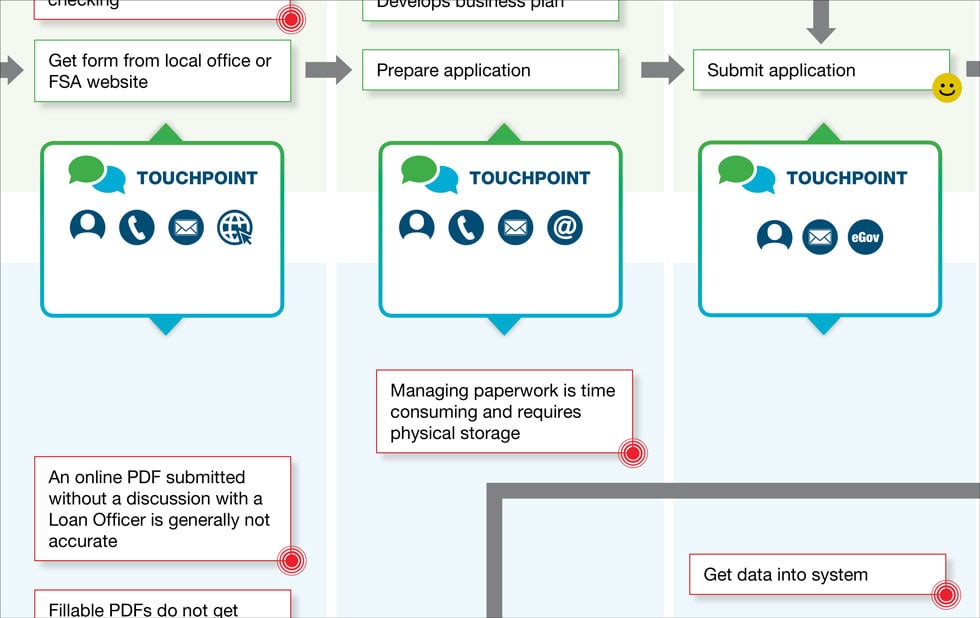 checking
Develops business plan
Get form from local office or
FSA website
Prepare application
Submit application
TOUCHPOINT
TOUCHPOINT
TOUCHPOINT
@
eGov
Managing paperwork is time
consuming and requires
physical storage
An online PDF submitted
without a discussion with a
Loan Officer is generally not
accurate
Get data into system
Fillable PDFs do not get